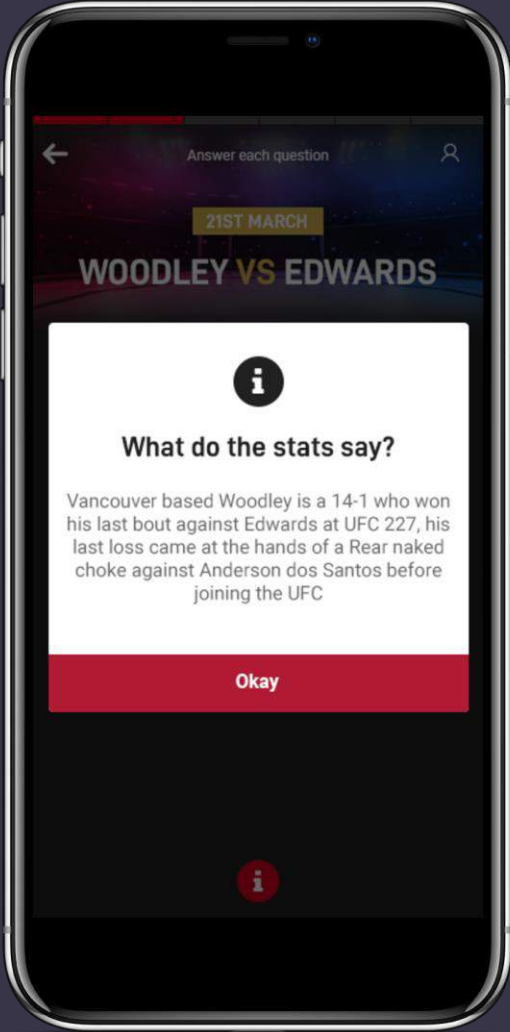 Answer each question
21ST MARCH
WOODLEY VS EDWARDS
What do the stats say?
Vancouver based Woodley is a 14-1 who won
his last bout against Edwards at UFC 227, his
last loss came at the hands of a Rear naked
choke against Anderson dos Santos before
joining the UFC
Okay